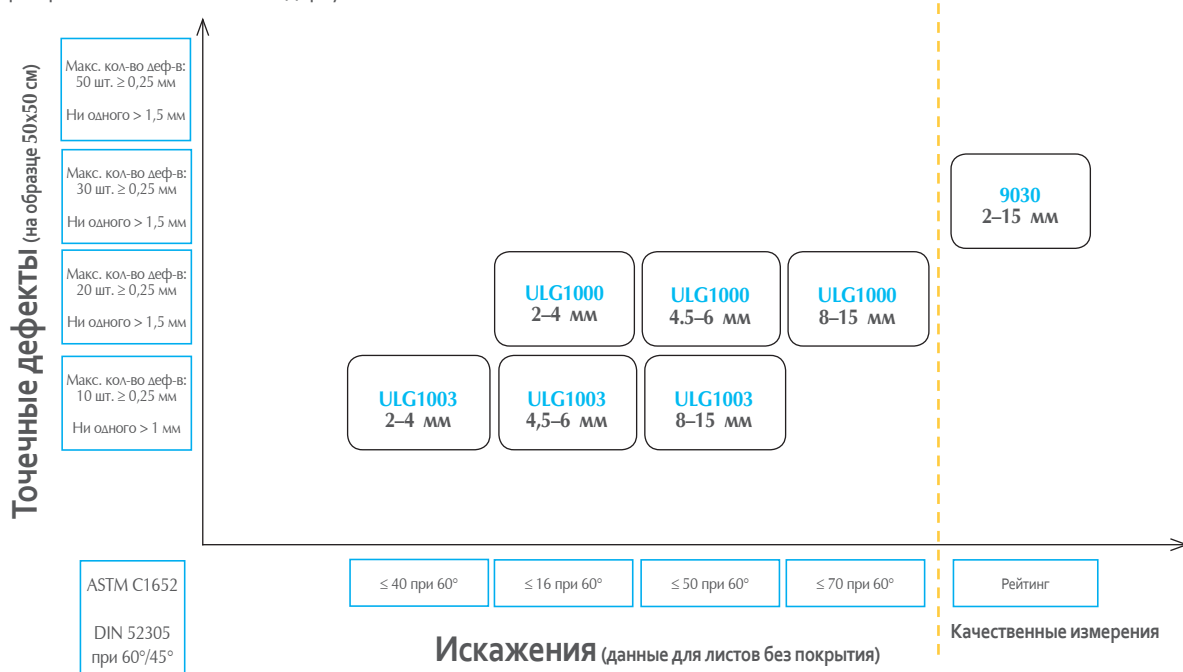 Макс. кол-во деф-в:
50 шт. ≥ 0,25 мм
Ни одного > 1,5 мм
Макс. кол-во деф-в:
30 шт. ≥ 0,25 мм
Ни одного > 1,5 мм
Макс. кол-во деф-в:
20 шт. ≥ 0,25 мм
Ни одного > 1,5 мм
Макс. кол-во деф-в:
10 шт. ≥ 0,25 мм
Ни одного > 1 мм
Точечные дефекты (на образце 50x50 см)
9030
2–15 мм
ULG1000
2–4 мм
ULG1000
4.5–6 мм
ULG1000
8–15 мм
ULG1003
2–4 мм
ULG1003
4,5–6 мм
ULG1003
8–15 мм
ASTM C1652
DIN 52305
при 60°/45°
≤ 40 при 60°
≤ 16 при 60°
≤ 50 при 60°
≤ 70 при 60°
Рейтинг
Искажения (данные для листов без покрытия)
Качественные измерения